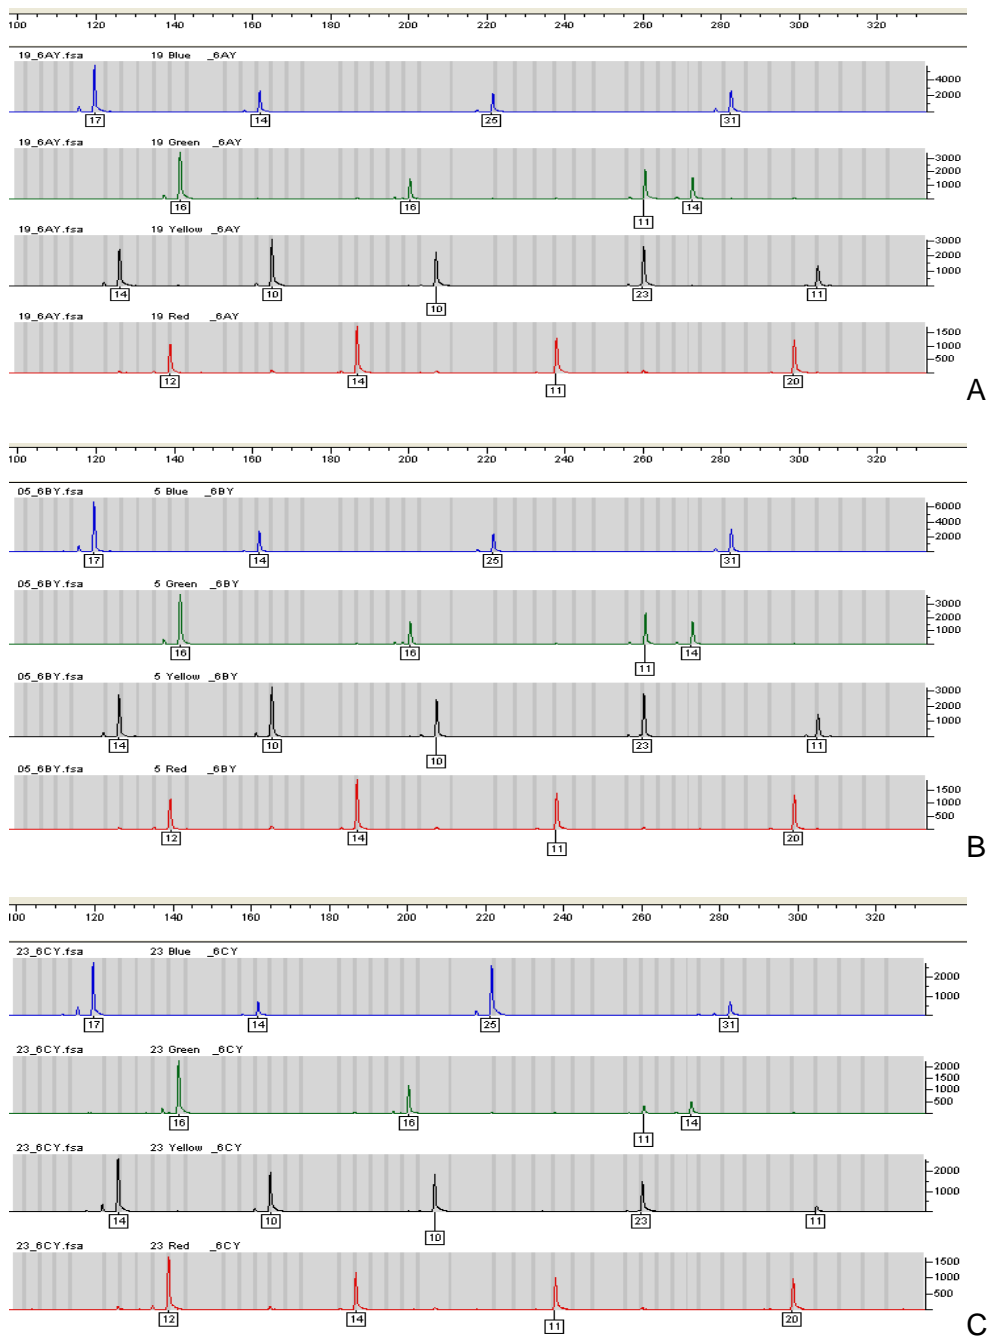 100 120 140 160 180 200 220 240 260 280 300 320
19_6AY.fsa 19 Blue _6AY
4000
2000
17 14 25 31
19_6AY.fsa 19 Green _6AY
3000
2000
1000
16 16 11 14
19_6AY.fsa 19 Yellow _6AY
3000
2000
1000
14 10 10 23 11
19_6AY.fsa 19 Red _6AY
1500
1000
500
12 14 11 20
A
100 120 140 160 180 200 220 240 260 280 300 320
05_6BY.fsa 5 Blue _6BY
6000
4000
2000
17 14 25 31
05_6BY.fsa 5 Green _6BY
3000
2000
1000
16 16 11 14
05_6BY.fsa 5 Yellow _6BY
3000
2000
1000
14 10 10 23 11
05_6BY.fsa 5 Red _6BY
1500
1000
500
12 14 11 20
B
100 120 140 160 180 200 220 240 260 280 300 320
23_6CY.fsa 23 Blue _6CY
2000
1000
17 14 25 31
23_6CY.fsa 23 Green _6CY
2000
1500
1000
500
16 16 11 14
23_6CY.fsa 23 Yellow _6CY
2000
1000
14 10 10 23 11
23_6CY.fsa 23 Red _6CY
1500
1000
500
12 14 11 20
C